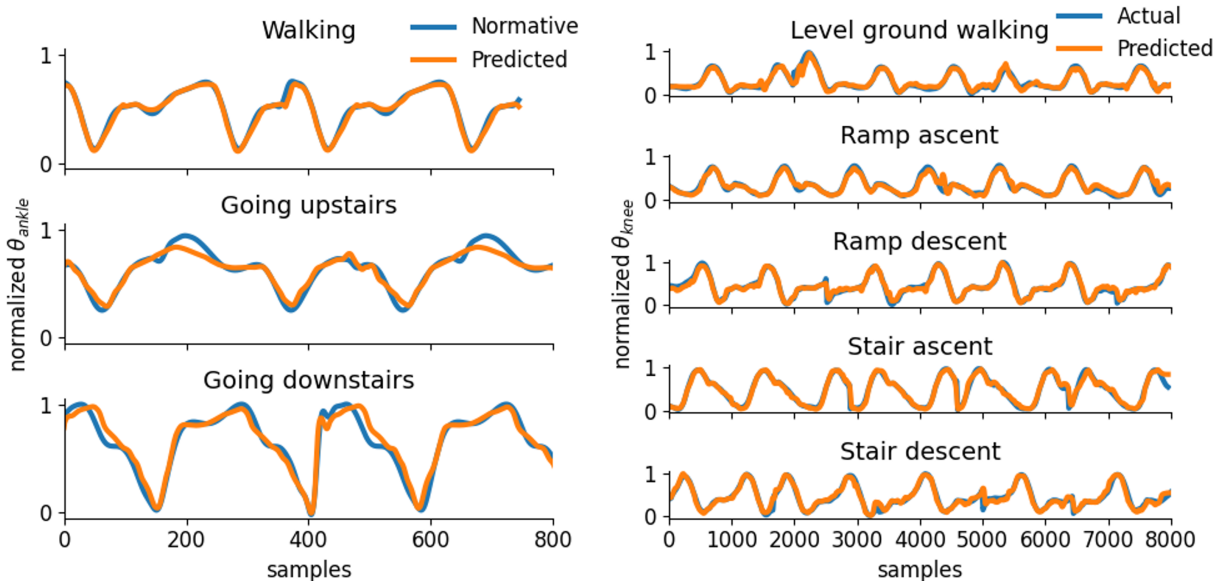 Walking
Normative
Predicted
1
0
Going upstairs
1
0
normalized θankle
Going downstairs
1
0
0 200 400 600 800
samples
Level ground walking
Actual
Predicted
1
0
Ramp ascent
1
0
Ramp descent
1
0
normalized θknee
Stair ascent
1
0
Stair descent
1
0
0 1000 2000 3000 4000 5000 6000 7000 8000
samples